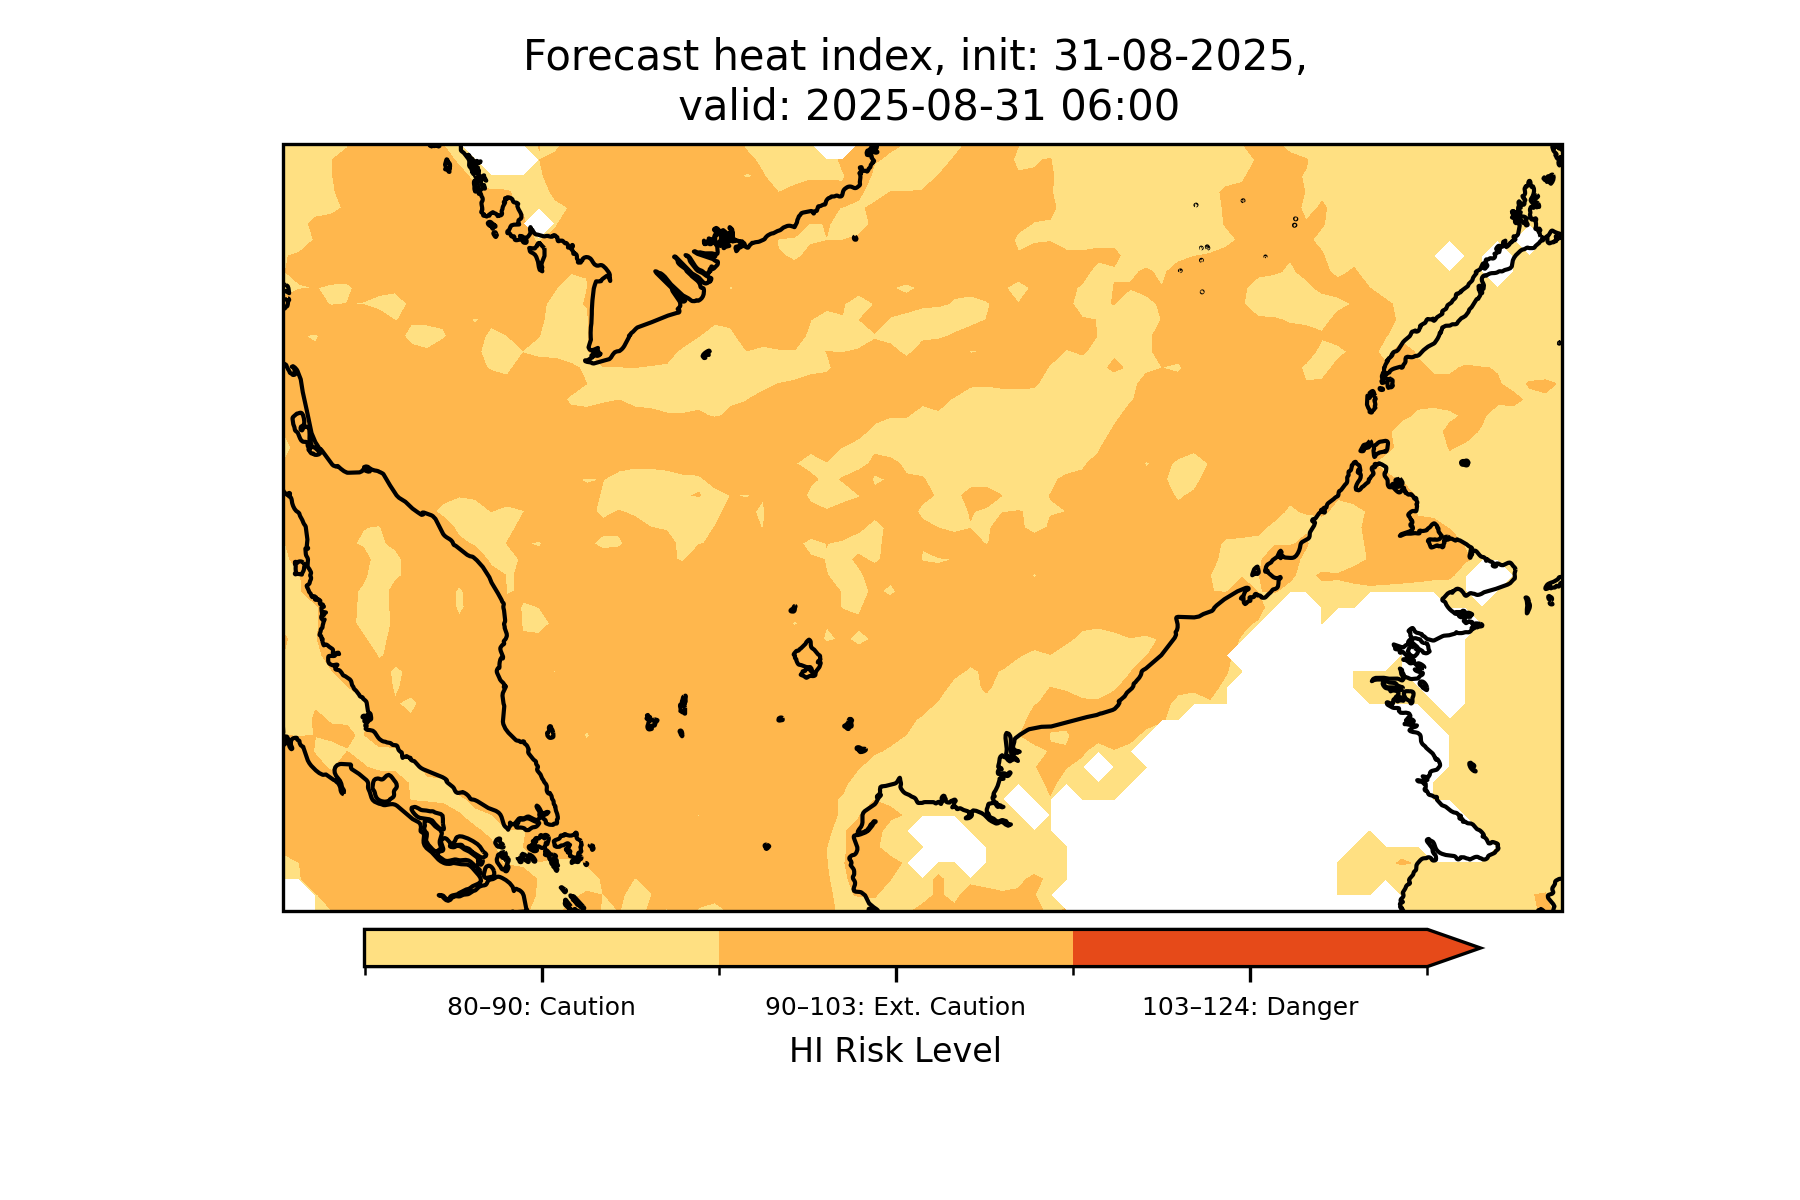 Forecast heat index, init: 31-08-2025,
valid: 2025-08-31 06:00
80–90: Caution
90–103: Ext. Caution
103–124: Danger
HI Risk Level